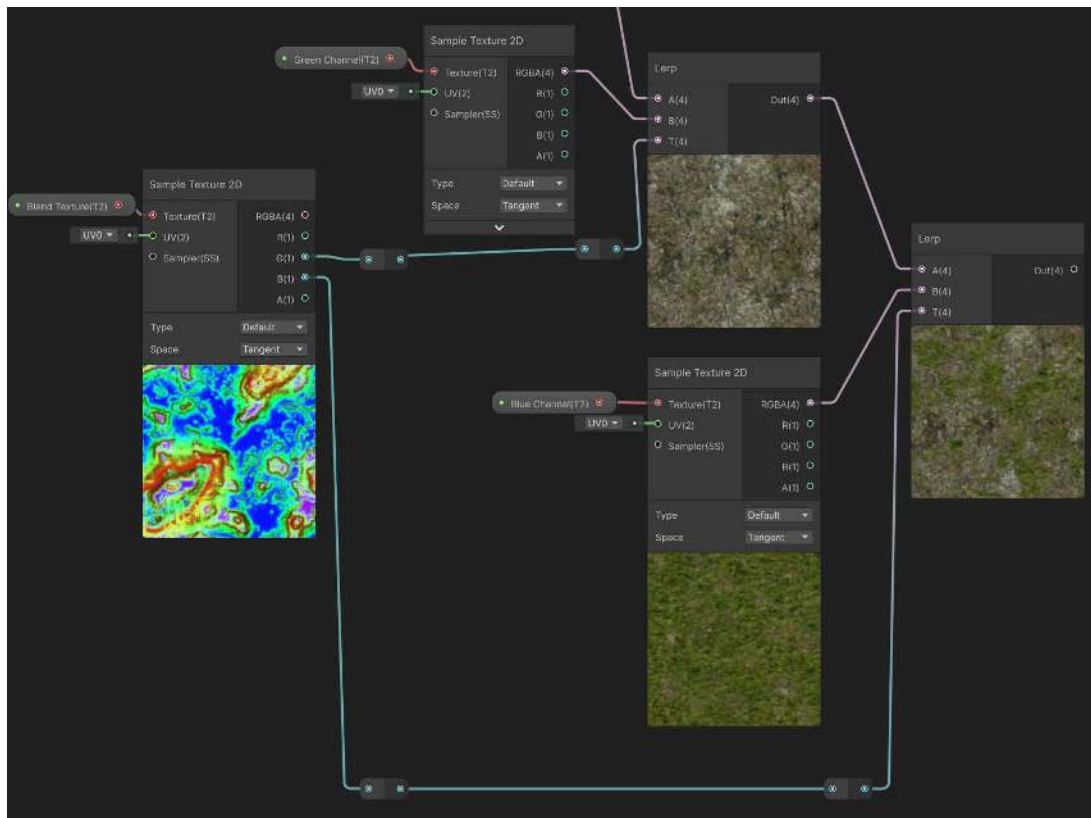 Sample Texture 2D
Green Channel(T2)
Texture(T2)
RGBA(4)
UV0
UV(2)
R(1)
Sampler(SS)
G(1)
B(1)
A(1)
Type
Default
Space
Tangent
Lerp
A(4)
Out(4)
B(4)
T(4)
Sample Texture 2D
Blend Texture(T2)
Texture(T2)
RGBA(4)
UV0
UV(2)
R(1)
Sampler(SS)
G(1)
B(1)
A(1)
Type
Default
Space
Tangent
Lerp
A(4)
Out(4)
B(4)
T(4)
Sample Texture 2D
Blue Channel(T2)
Texture(T2)
RGBA(4)
UV0
UV(2)
R(1)
Sampler(SS)
G(1)
B(1)
A(1)
Type
Default
Space
Tangent